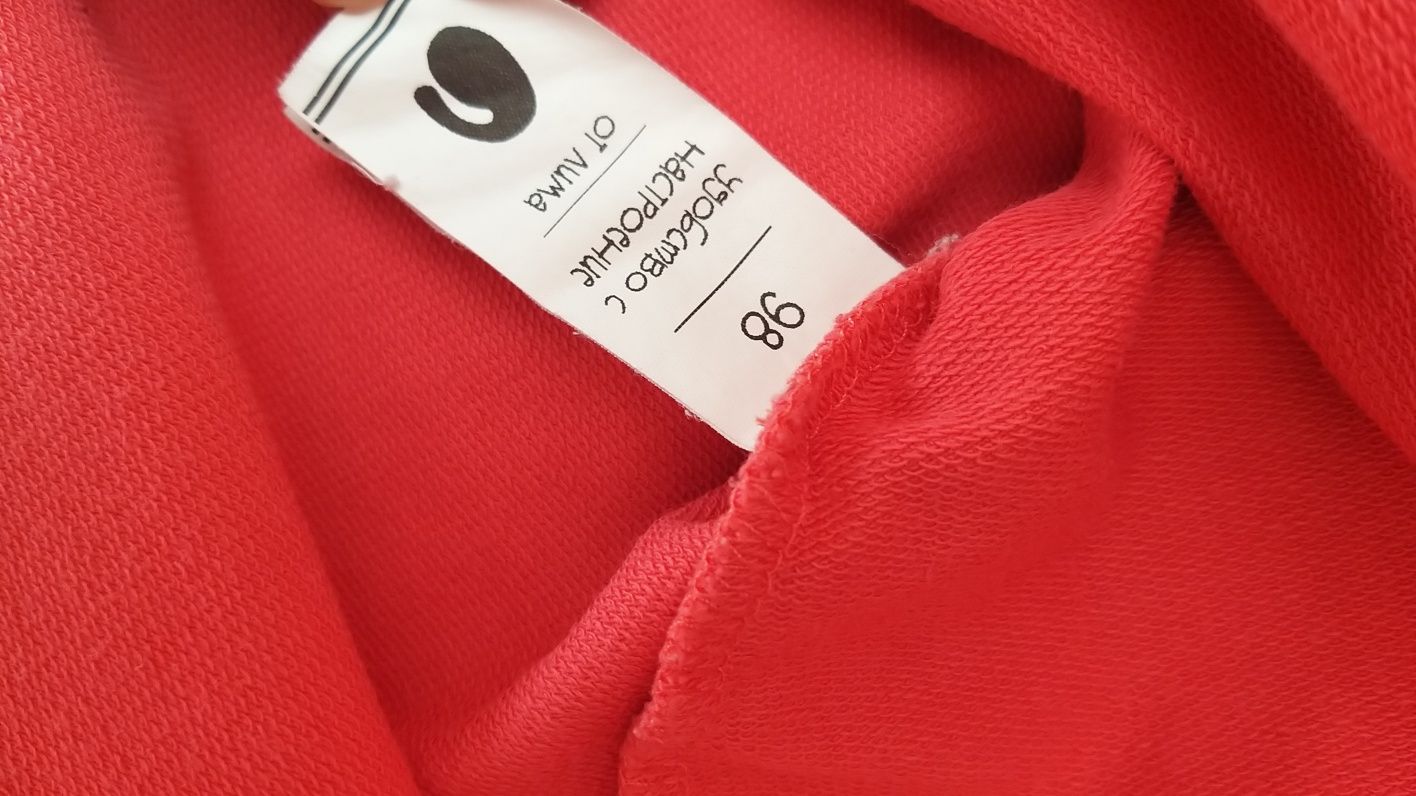 98
удобство с
настроение
от лима